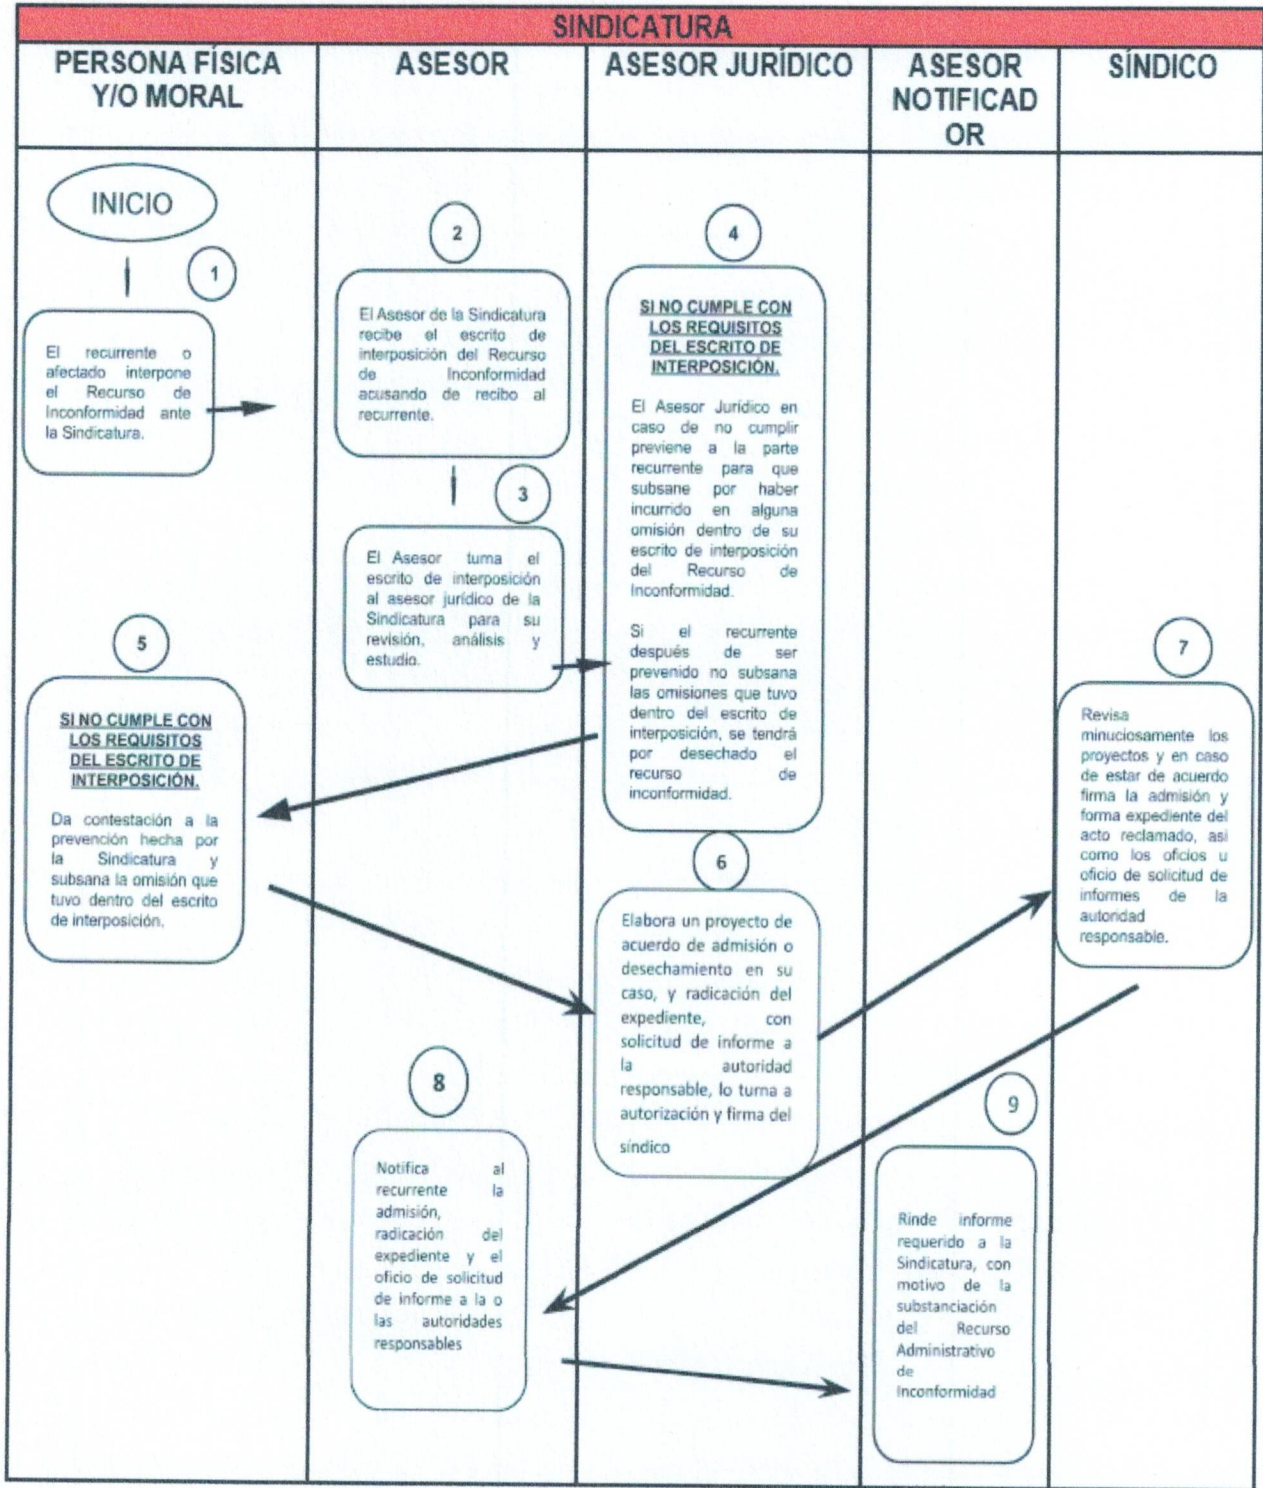 SINDICATURA
PERSONA FÍSICA
Y/O MORAL
ASESOR
ASESOR JURÍDICO
ASESOR
NOTIFICAD
OR
SÍNDICO
INICIO
1
El recurrente o
afectado interpone
el Recurso de
Inconformidad ante
la Sindicatura.
2
El Asesor de la Sindicatura
recibe el escrito de
interposición del Recurso
de Inconformidad
acusando de recibo al
recurrente.
3
El Asesor turna el
escrito de interposición
al asesor jurídico de la
Sindicatura para su
revisión, análisis y
estudio.
4
SI NO CUMPLE CON
LOS REQUISITOS
DEL ESCRITO DE
INTERPOSICIÓN.
El Asesor Jurídico en
caso de no cumplir
previene a la parte
recurrente para que
subsane por haber
incurrido en alguna
omisión dentro de su
escrito de interposición
del Recurso de
Inconformidad.
Si el recurrente
después de ser
prevenido no subsana
las omisiones que tuvo
dentro del escrito de
interposición, se tendrá
por desechado el
recurso de
inconformidad.
5
SI NO CUMPLE CON
LOS REQUISITOS
DEL ESCRITO DE
INTERPOSICIÓN.
Da contestación a la
prevención hecha por
la Sindicatura y
subsana la omisión que
tuvo dentro del escrito
de interposición.
6
Elabora un proyecto de
acuerdo de admisión o
desechamiento en su
caso, y radicación del
expediente, con
solicitud de informe a
la autoridad
responsable, lo turna a
autorización y firma del
síndico
7
Revisa
minuciosamente los
proyectos y en caso
de estar de acuerdo
firma la admisión y
forma expediente del
acto reclamado, asi
como los oficios u
oficio de solicitud de
informes de la
autoridad
responsable.
8
Notifica al
recurrente la
admisión,
radicación del
expediente y el
oficio de solicitud
de informe a la o
las autoridades
responsables
9
Rinde informe
requerido a la
Sindicatura, con
motivo de la
substanciación
del Recurso
Administrativo
de
Inconformidad